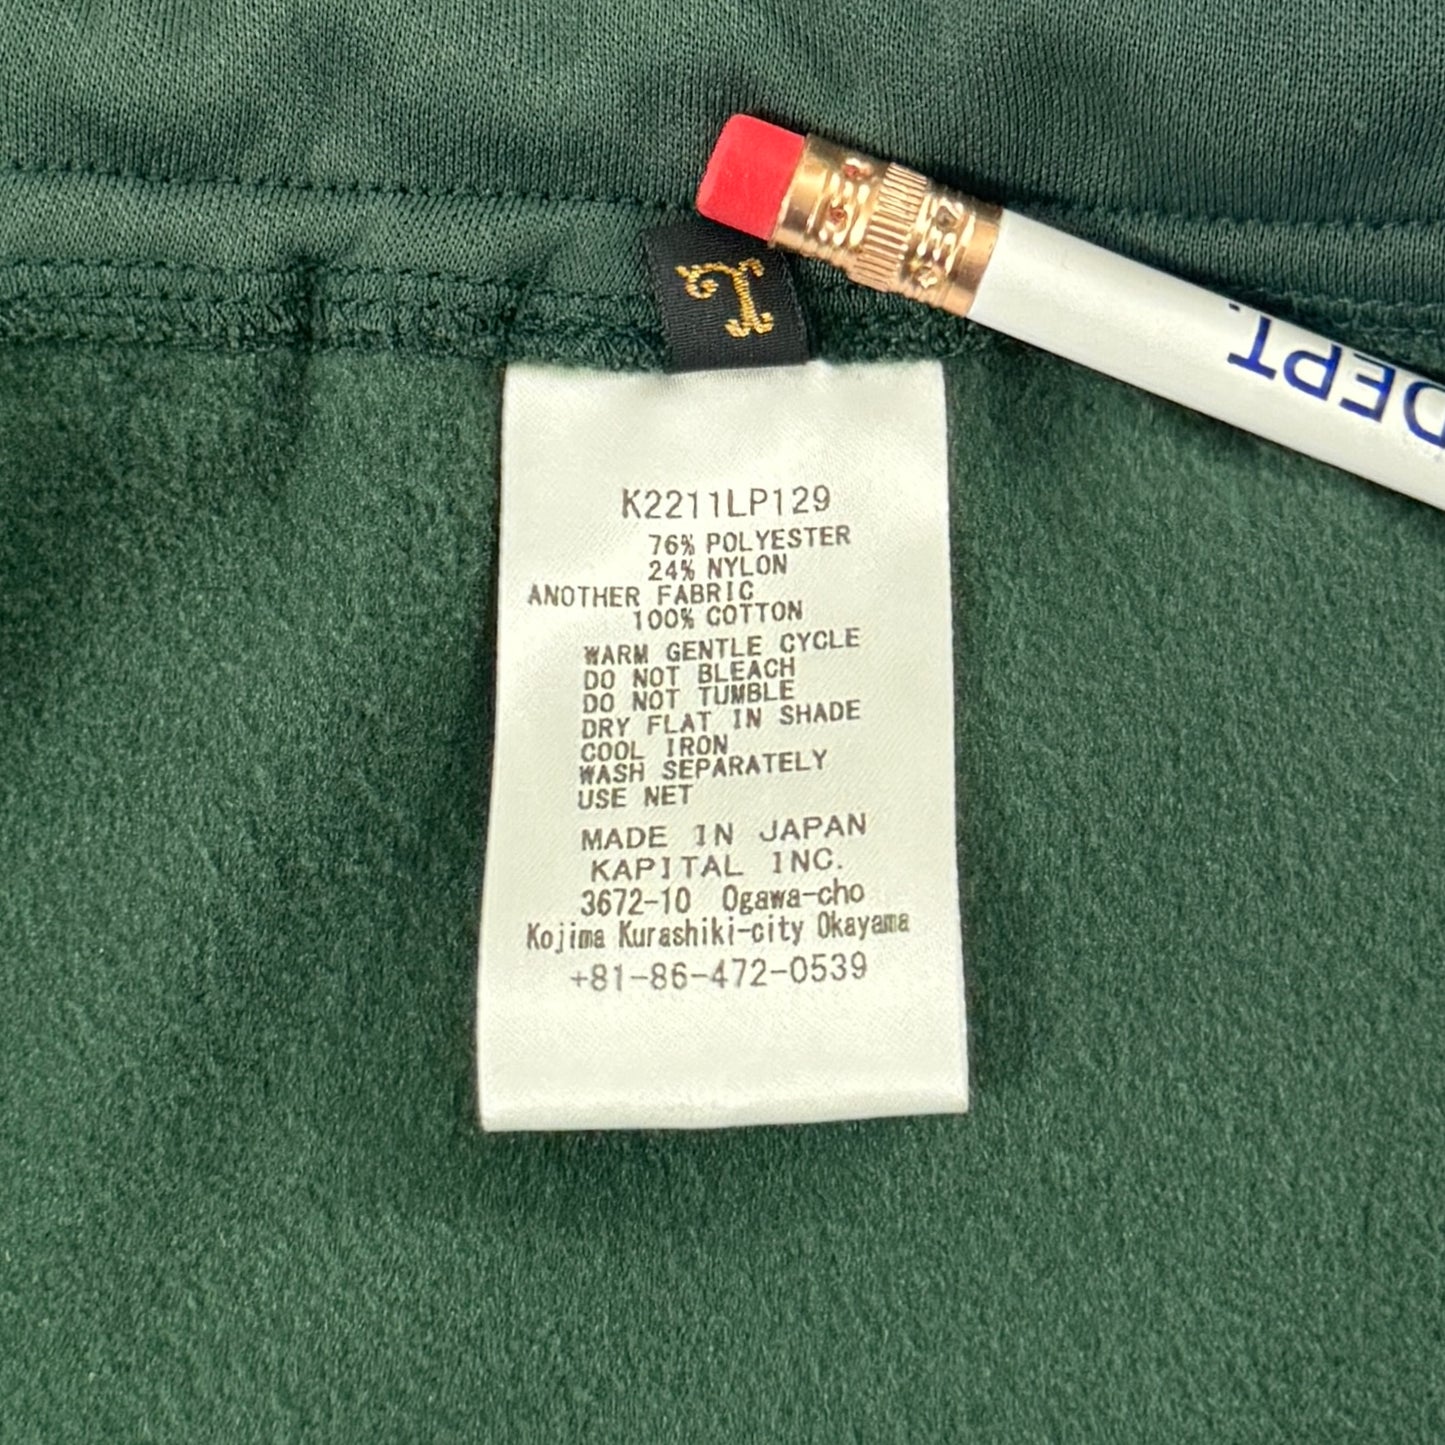 L
DEPT.
K2211LP129
76% POLYESTER
24% NYLON
ANOTHER FABRIC
100% COTTON
WARM GENTLE CYCLE
DO NOT BLEACH
DO NOT TUMBLE
DRY FLAT IN SHADE
COOL IRON
WASH SEPARATELY
USE NET
MADE IN JAPAN
KAPITAL INC.
3672-10 Ogawa-cho
Kojima Kurashiki-city Okayama
+81-86-472-0539